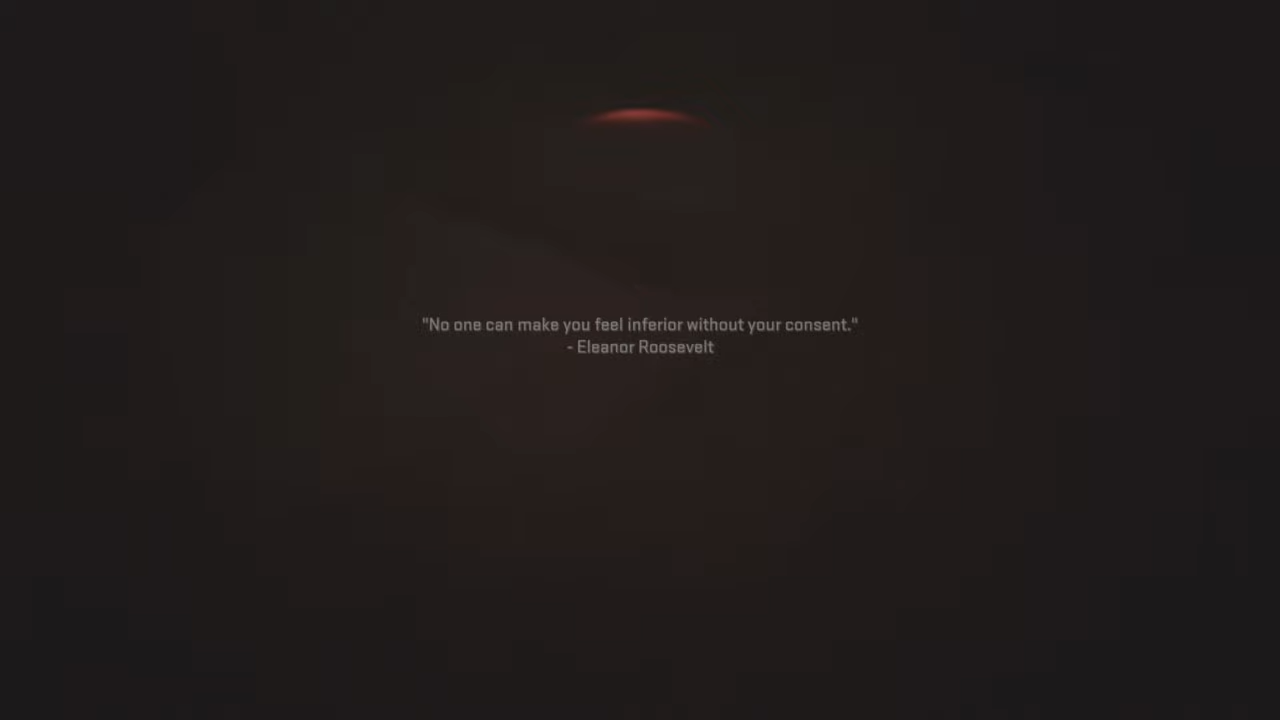 "No one can make you feel inferior without your consent."
- Eleanor Roosevelt